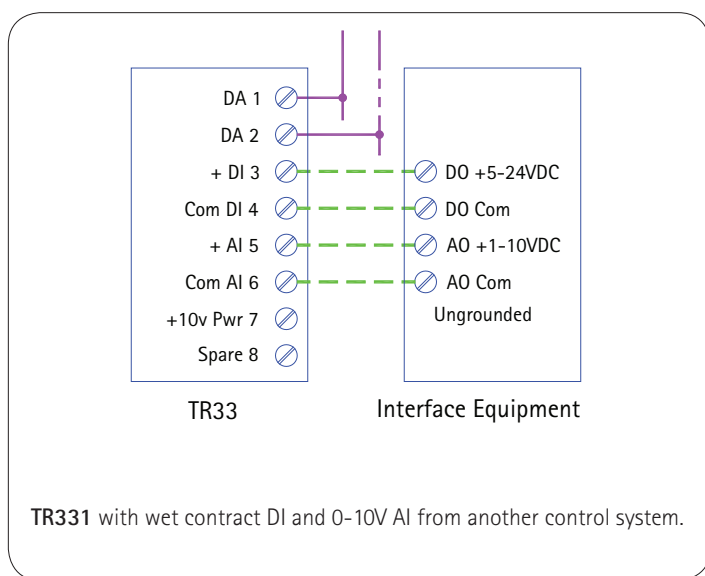 DA 1
DA 2
+ DI 3
DO +5-24VDC
Com DI 4
DO Com
+ AI 5
AO +1-10VDC
Com AI 6
AO Com
+10v Pwr 7
Ungrounded
Spare 8
TR33
Interface Equipment
TR331 with wet contract DI and 0-10V AI from another control system.